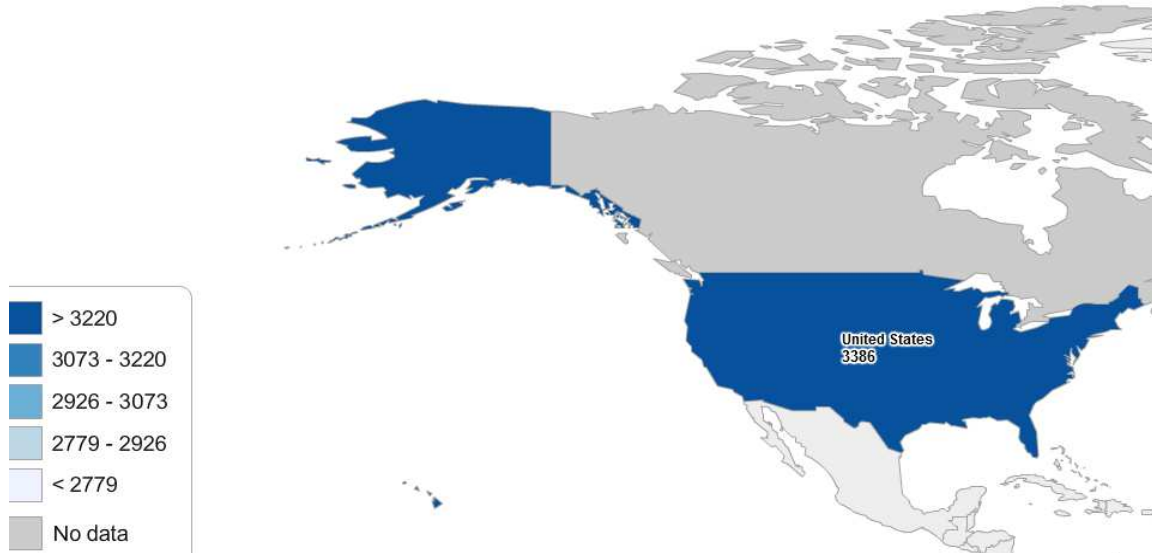 > 3220
3073 - 3220
2926 - 3073
2779 - 2926
< 2779
No data
United States
3386